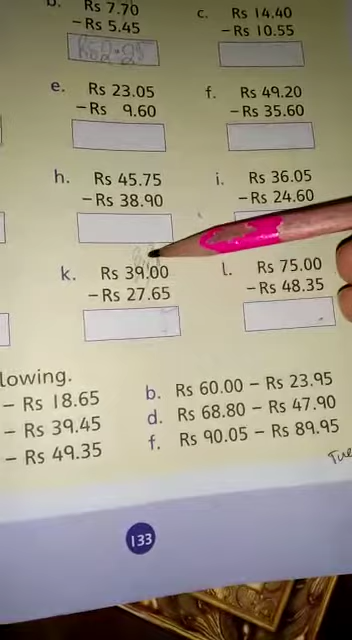 b. Rs 7.70 c. Rs 14.40
− Rs 5.45 − Rs 10.55
e. Rs 23.05 f. Rs 49.20
− Rs 9.60 − Rs 35.60
h. Rs 45.75 i. Rs 36.05
− Rs 38.90 − Rs 24.60
k. Rs 39.00 l. Rs 75.00
− Rs 27.65 − Rs 48.35
lowing.
− Rs 18.65 b. Rs 60.00 − Rs 23.95
− Rs 39.45 d. Rs 68.80 − Rs 47.90
− Rs 49.35 f. Rs 90.05 − Rs 89.95
Tue
133